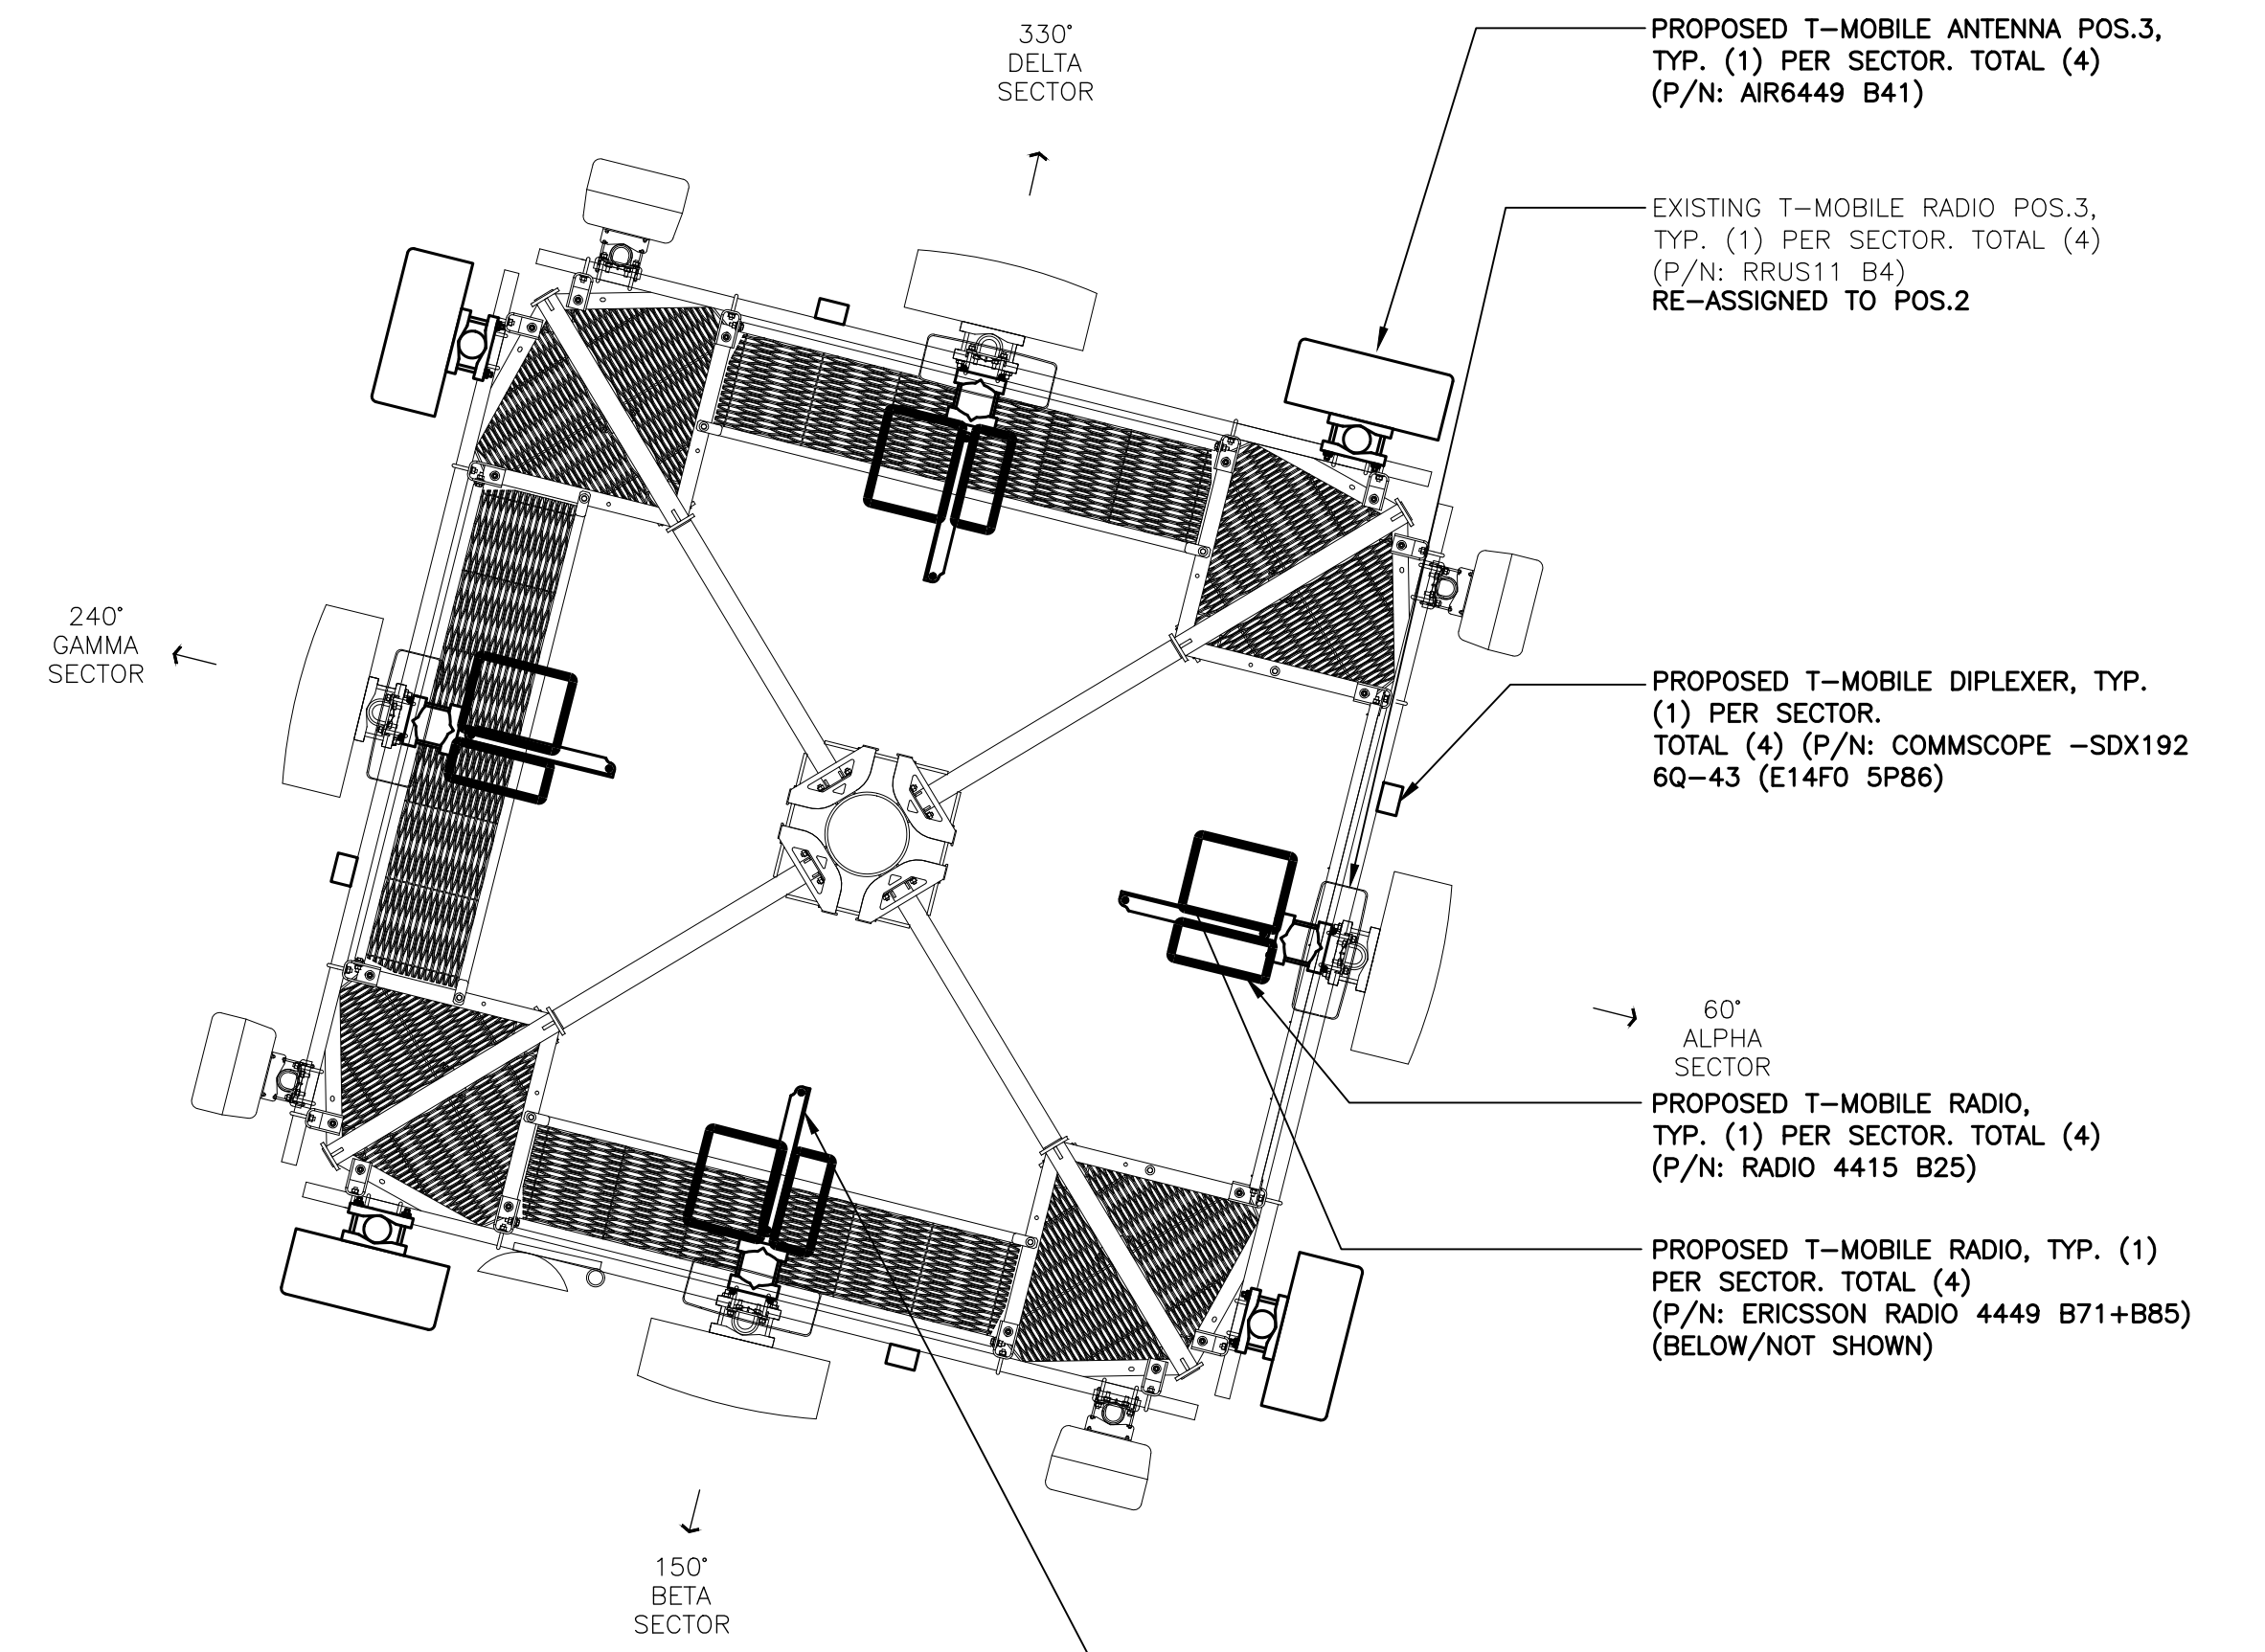 330°
DELTA
SECTOR
PROPOSED T-MOBILE ANTENNA POS.3,
TYP. (1) PER SECTOR. TOTAL (4)
(P/N: AIR6449 B41)
EXISTING T-MOBILE RADIO POS.3,
TYP. (1) PER SECTOR. TOTAL (4)
(P/N: RRUS11 B4)
RE-ASSIGNED TO POS.2
240°
GAMMA
SECTOR
PROPOSED T-MOBILE DIPLEXER, TYP.
(1) PER SECTOR.
TOTAL (4) (P/N: COMMSCOPE -SDX192
6Q-43 (E14F0 5P86)
60°
ALPHA
SECTOR
PROPOSED T-MOBILE RADIO,
TYP. (1) PER SECTOR. TOTAL (4)
(P/N: RADIO 4415 B25)
PROPOSED T-MOBILE RADIO, TYP. (1)
PER SECTOR. TOTAL (4)
(P/N: ERICSSON RADIO 4449 B71+B85)
(BELOW/NOT SHOWN)
150°
BETA
SECTOR